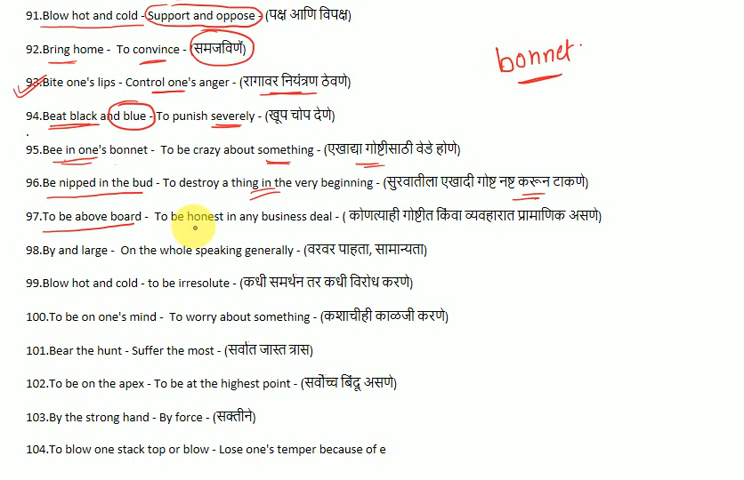 91.Blow hot and cold - Support and oppose - (पक्ष आणि विपक्ष)
92.Bring home - To convince - (समजविणें)
bonnet.
93.Bite one's lips - Control one's anger - (रागावर नियंत्रण ठेवणे)
94.Beat black and blue - To punish severely - (खूप चोप देणे)
95.Bee in one's bonnet - To be crazy about something - (एखाद्या गोष्टीसाठी वेडे होणे)
96.Be nipped in the bud - To destroy a thing in the very beginning - (सुरवातीला एखादी गोष्ट नष्ट करून टाकणे)
97.To be above board - To be honest in any business deal - ( कोणत्याही गोष्टीत किंवा व्यवहारात प्रामाणिक असणे)
98.By and large - On the whole speaking generally - (वरवर पाहता, सामान्यता)
99.Blow hot and cold - to be irresolute - (कधी समर्थन तर कधी विरोध करणे)
100.To be on one's mind - To worry about something - (कशाचीही काळजी करणे)
101.Bear the hunt - Suffer the most - (सर्वात जास्त त्रास)
102.To be on the apex - To be at the highest point - (सर्वोच्च बिंदू असणे)
103.By the strong hand - By force - (सक्तीने)
104.To blow one stack top or blow - Lose one's temper because of e